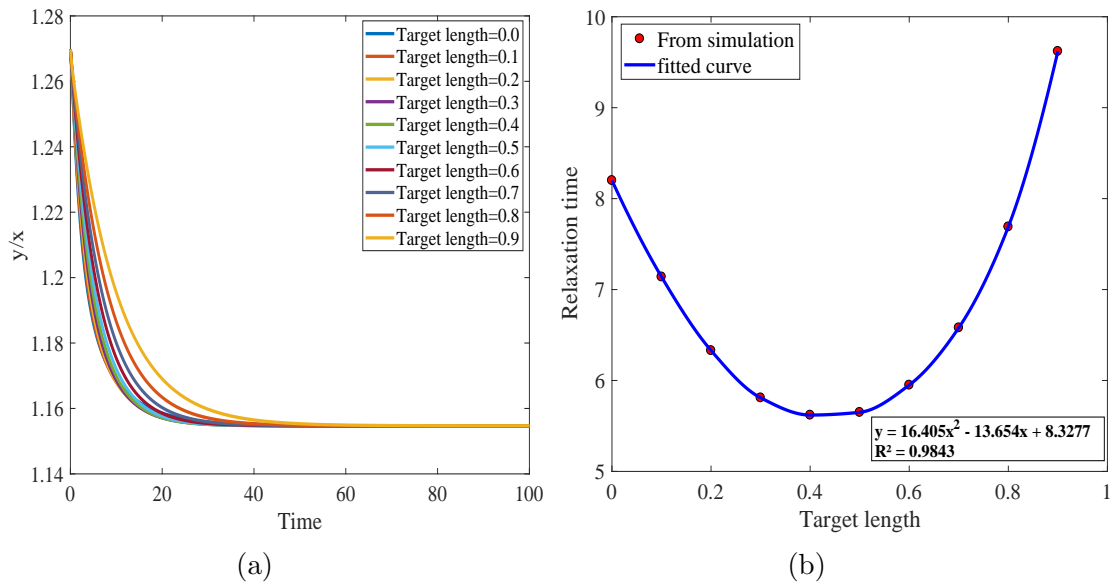 1.28
1.26
1.24
1.22
1.2
1.18
1.16
1.14
y/x
0
20
40
60
80
100
Time
Target length=0.0
Target length=0.1
Target length=0.2
Target length=0.3
Target length=0.4
Target length=0.5
Target length=0.6
Target length=0.7
Target length=0.8
Target length=0.9
(a)
10
9
8
7
6
5
Relaxation time
0
0.2
0.4
0.6
0.8
1
Target length
From simulation
fitted curve
y = 16.405x² - 13.654x + 8.3277
R² = 0.9843
(b)